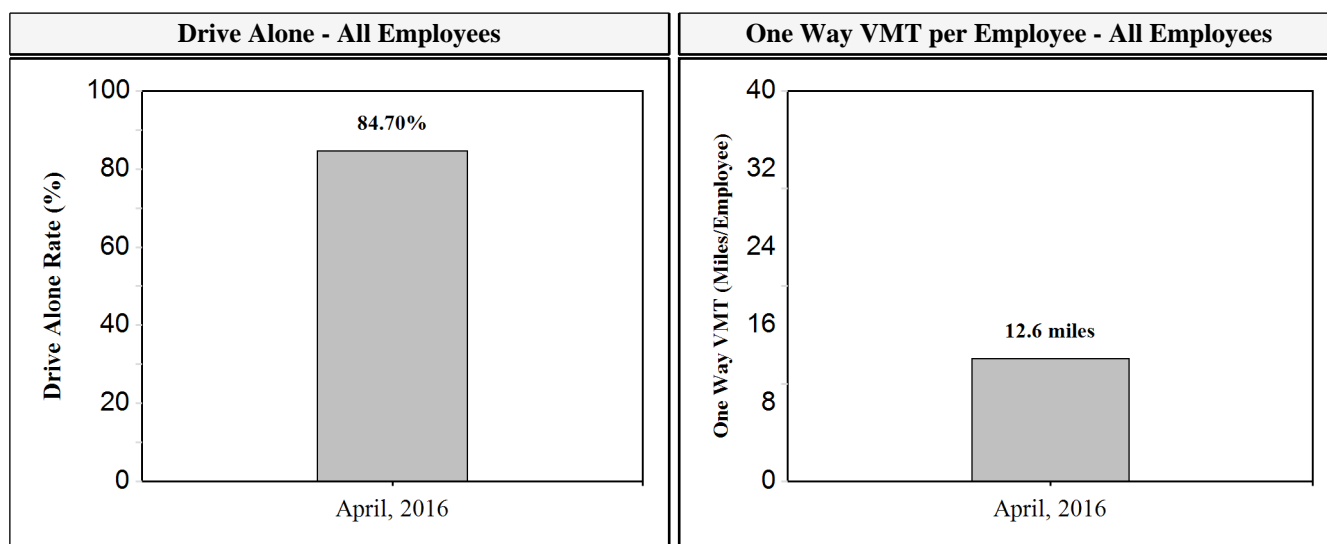 Drive Alone - All Employees
One Way VMT per Employee - All Employees
Drive Alone Rate (%)
100
80
60
40
20
0
84.70%
April, 2016
One Way VMT (Miles/Employee)
40
32
24
16
8
0
12.6 miles
April, 2016